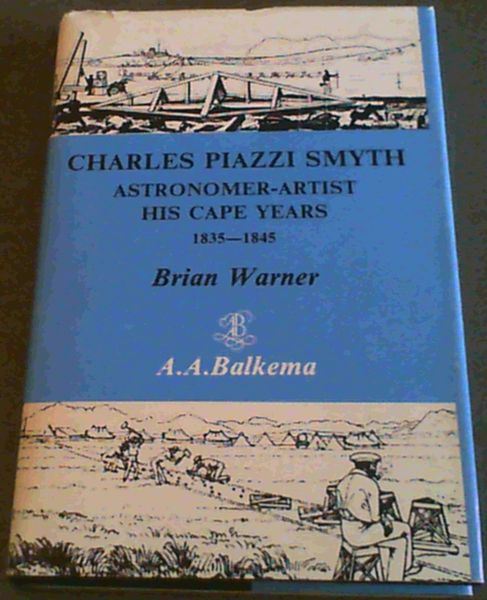 CHARLES PIAZZI SMYTH
ASTRONOMER-ARTIST
HIS CAPE YEARS
1835—1845
Brian Warner
AB
A.A.Balkema